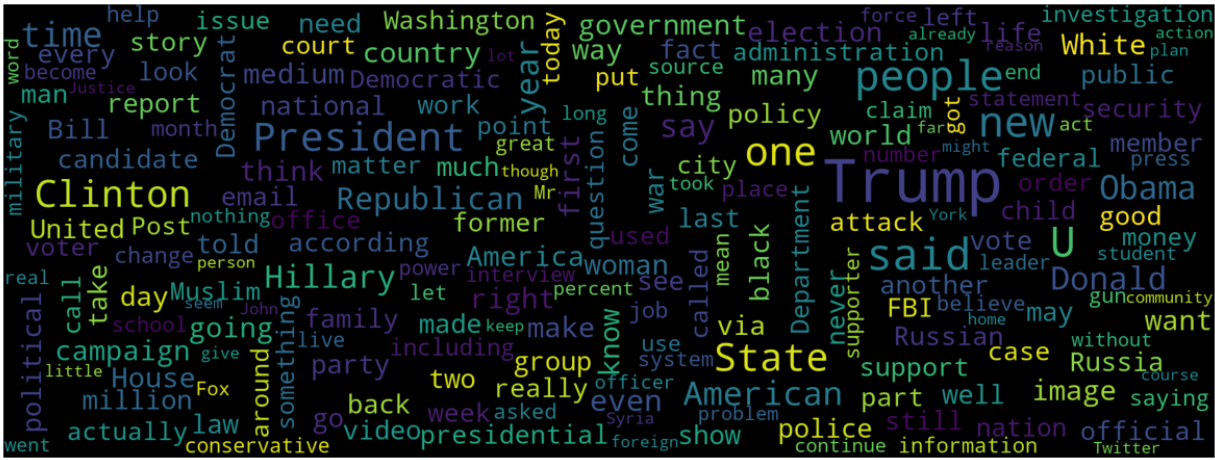 word
help
time
every
become
Justice
look
man
story
issue
need
court
Washington
country
lot
medium
Democratic
year
today
way
government
fact
put
source
many
election
administration
force
left
already
life
reason
White
end
investigation
action
plan
public
people
thing
policy
claim
got
statement
security
military
report
Bill
month
Democrat
national
work
point
long
great
though
come
say
world
far
new
act
might
member
press
President
candidate
think
matter
much
first
question
war
city
took
place
one
Trump
number
federal
order
Obama
Clinton
email
Republican
Mr
former
last
Department
York
child
good
United
Post
nothing
office
voter
change
told
according
America
woman
used
see
mean
black
attack
said
vote
leader
U
money
student
real
person
Hillary
power
interview
percent
called
never
another
Donald
political
call
take
day
Muslim
seem
John
let
right
job
via
supporter
FBI
believe
home
may
gun
community
school
going
something
family
made
keep
make
know
use
system
State
Russian
without
want
campaign
give
live
including
group
case
Russia
little
House
Fox
around
party
two
really
officer
even
American
support
part
well
image
course
saying
million
go
back
week
asked
Syria
problem
police
still
nation
official
went
actually
law
conservative
video
presidential
foreign
show
continue
information
Twitter